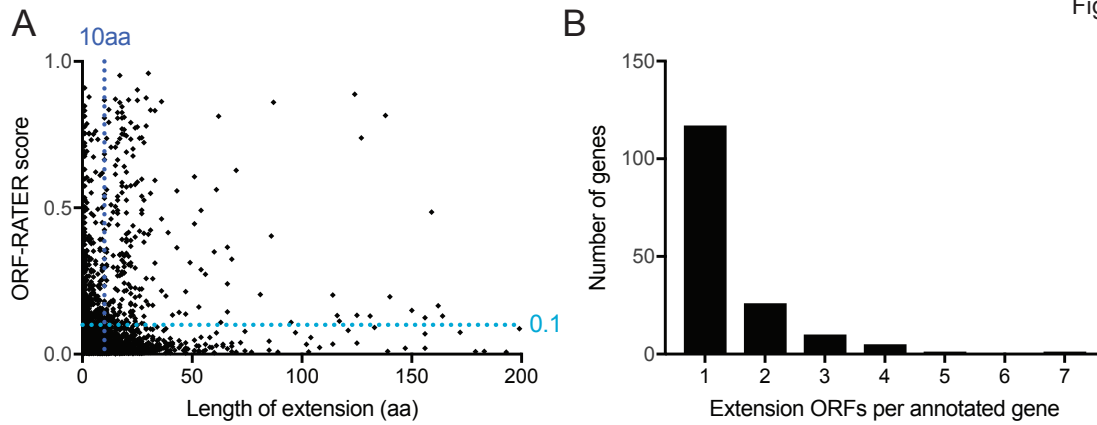 Fig
A
10aa
1.0
0.5
0.0
ORF-RATER score
0.1
0 50 100 150 200
Length of extension (aa)
B
150
100
50
0
Number of genes
1 2 3 4 5 6 7
Extension ORFs per annotated gene